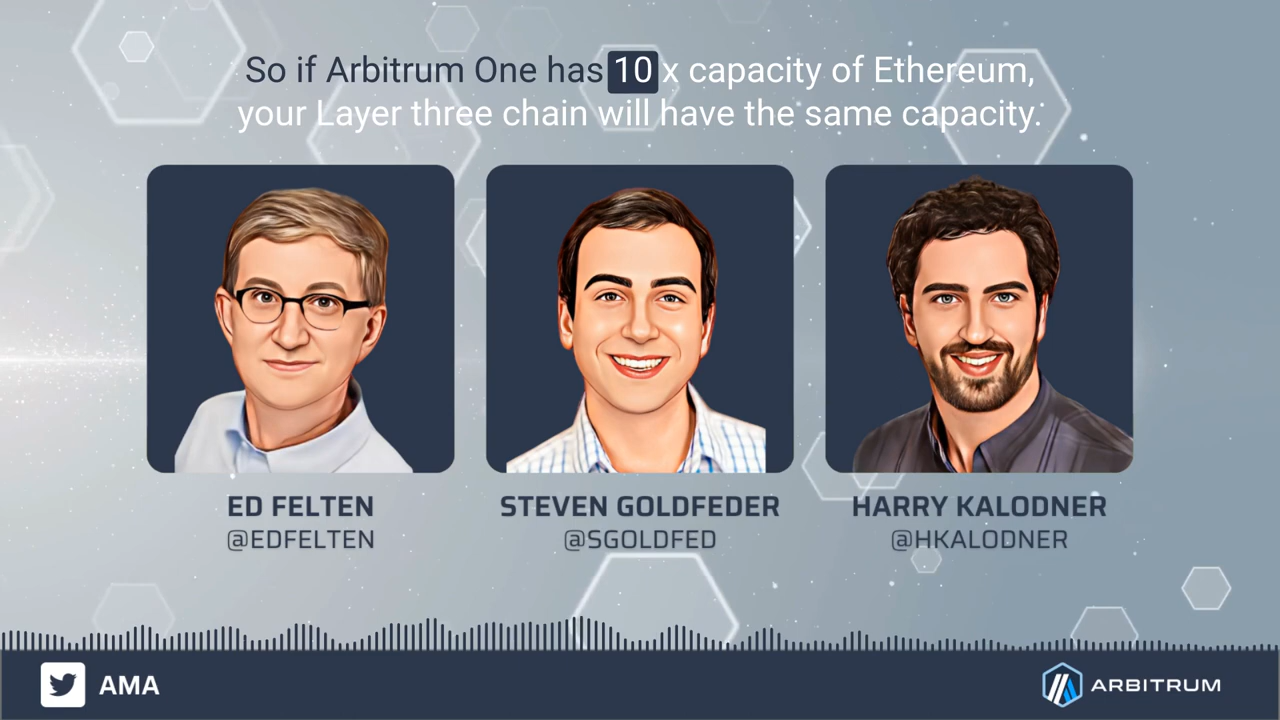 So if Arbitrum One has 10 x capacity of Ethereum,
your Layer three chain will have the same capacity.
ED FELTEN
@EDFELTEN
STEVEN GOLDFEDER
@SGOLDFED
HARRY KALODNER
@HKALODNER
AMA
ARBITRUM